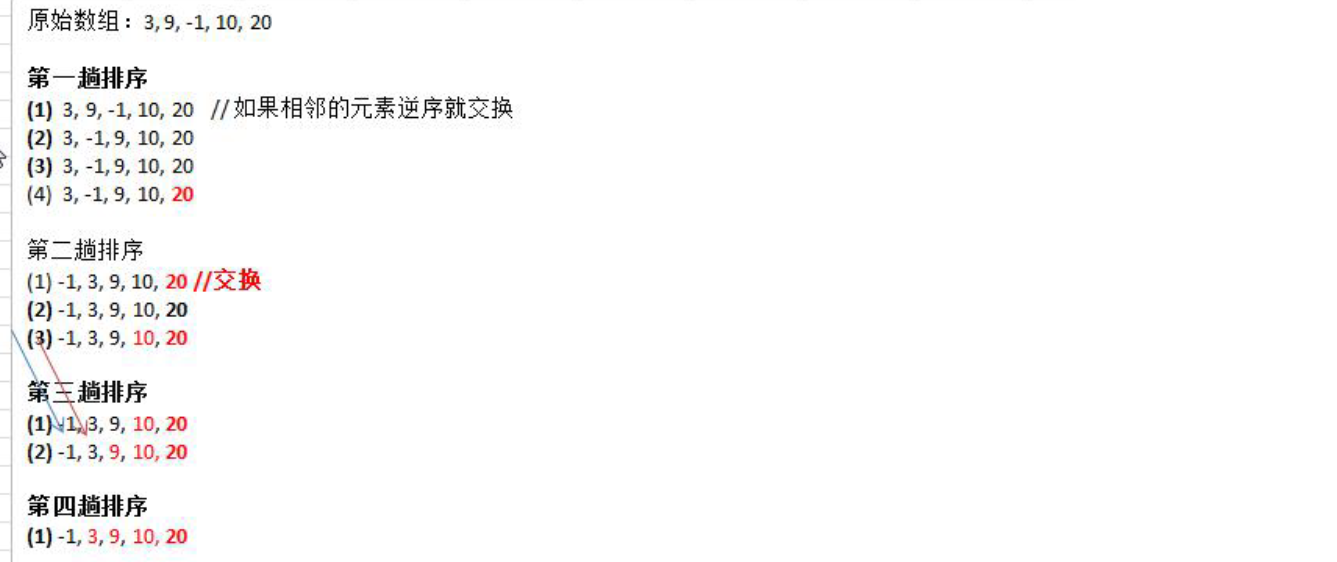 原始数组：3, 9, -1, 10, 20
第一趟排序
(1) 3, 9, -1, 10, 20 //如果相邻的元素逆序就交换
(2) 3, -1, 9, 10, 20
(3) 3, -1, 9, 10, 20
(4) 3, -1, 9, 10, 20
第二趟排序
(1) -1, 3, 9, 10, 20 //交换
(2) -1, 3, 9, 10, 20
(3) -1, 3, 9, 10, 20
第三趟排序
(1) -1, 3, 9, 10, 20
(2) -1, 3, 9, 10, 20
第四趟排序
(1) -1, 3, 9, 10, 20